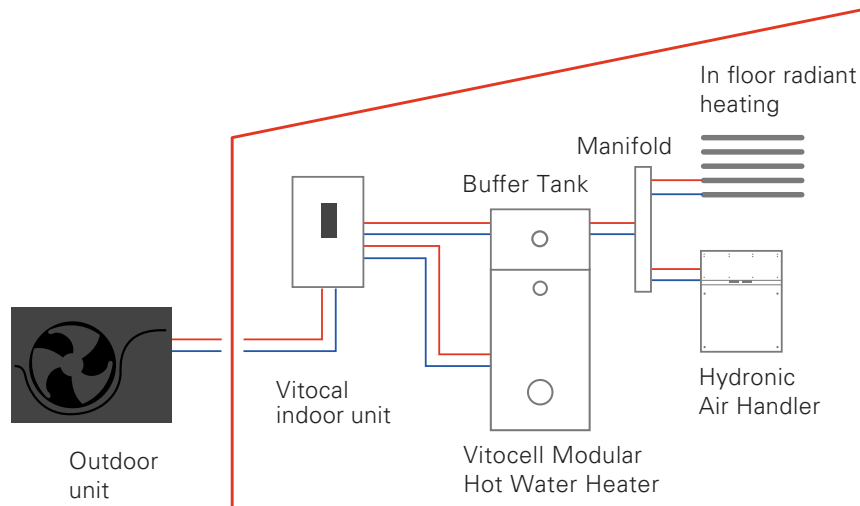 In floor radiant
heating
Manifold
Buffer Tank
Vitocal
indoor unit
Hydronic
Air Handler
Outdoor
unit
Vitocell Modular
Hot Water Heater